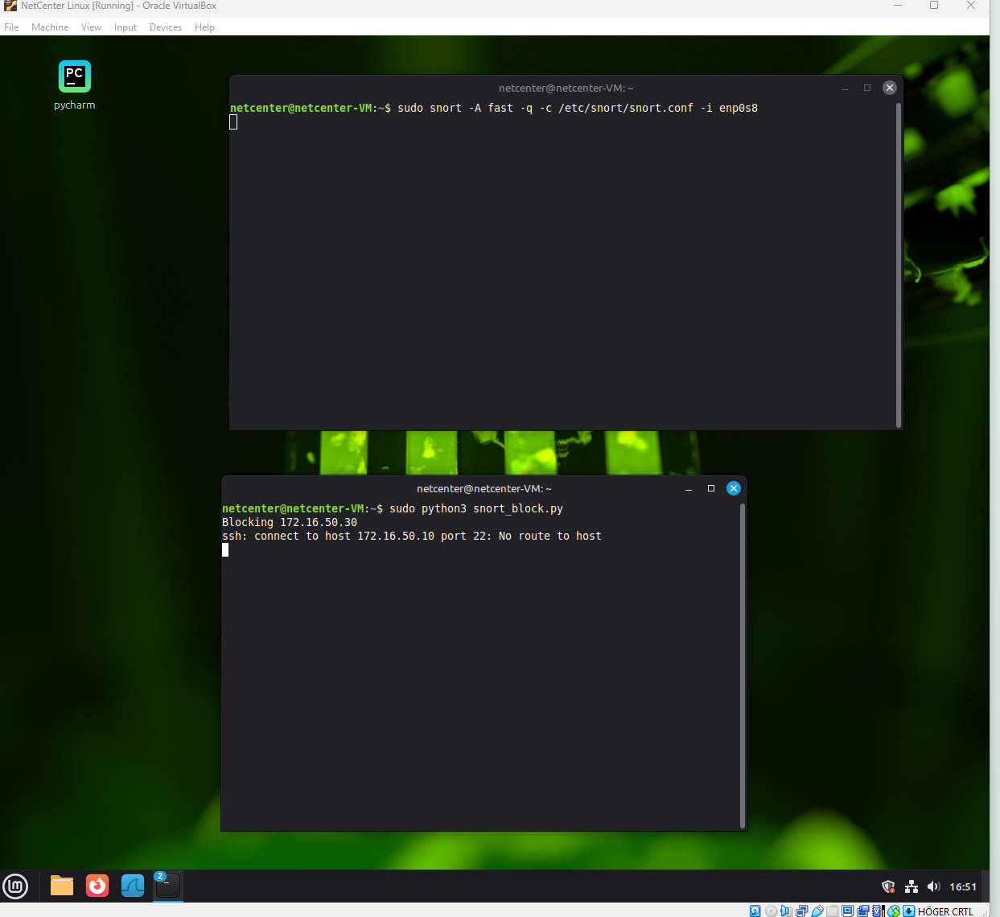 NetCenter Linux [Running] - Oracle VirtualBox
File Machine View Input Devices Help
PC
pycharm
netcenter@netcenter-VM: ~
netcenter@netcenter-VM:~$ sudo snort -A fast -q -c /etc/snort/snort.conf -i enp0s8
netcenter@netcenter-VM: ~
netcenter@netcenter-VM:~$ sudo python3 snort_block.py
Blocking 172.16.50.30
ssh: connect to host 172.16.50.10 port 22: No route to host
2
16:51
HÖGER CRTL